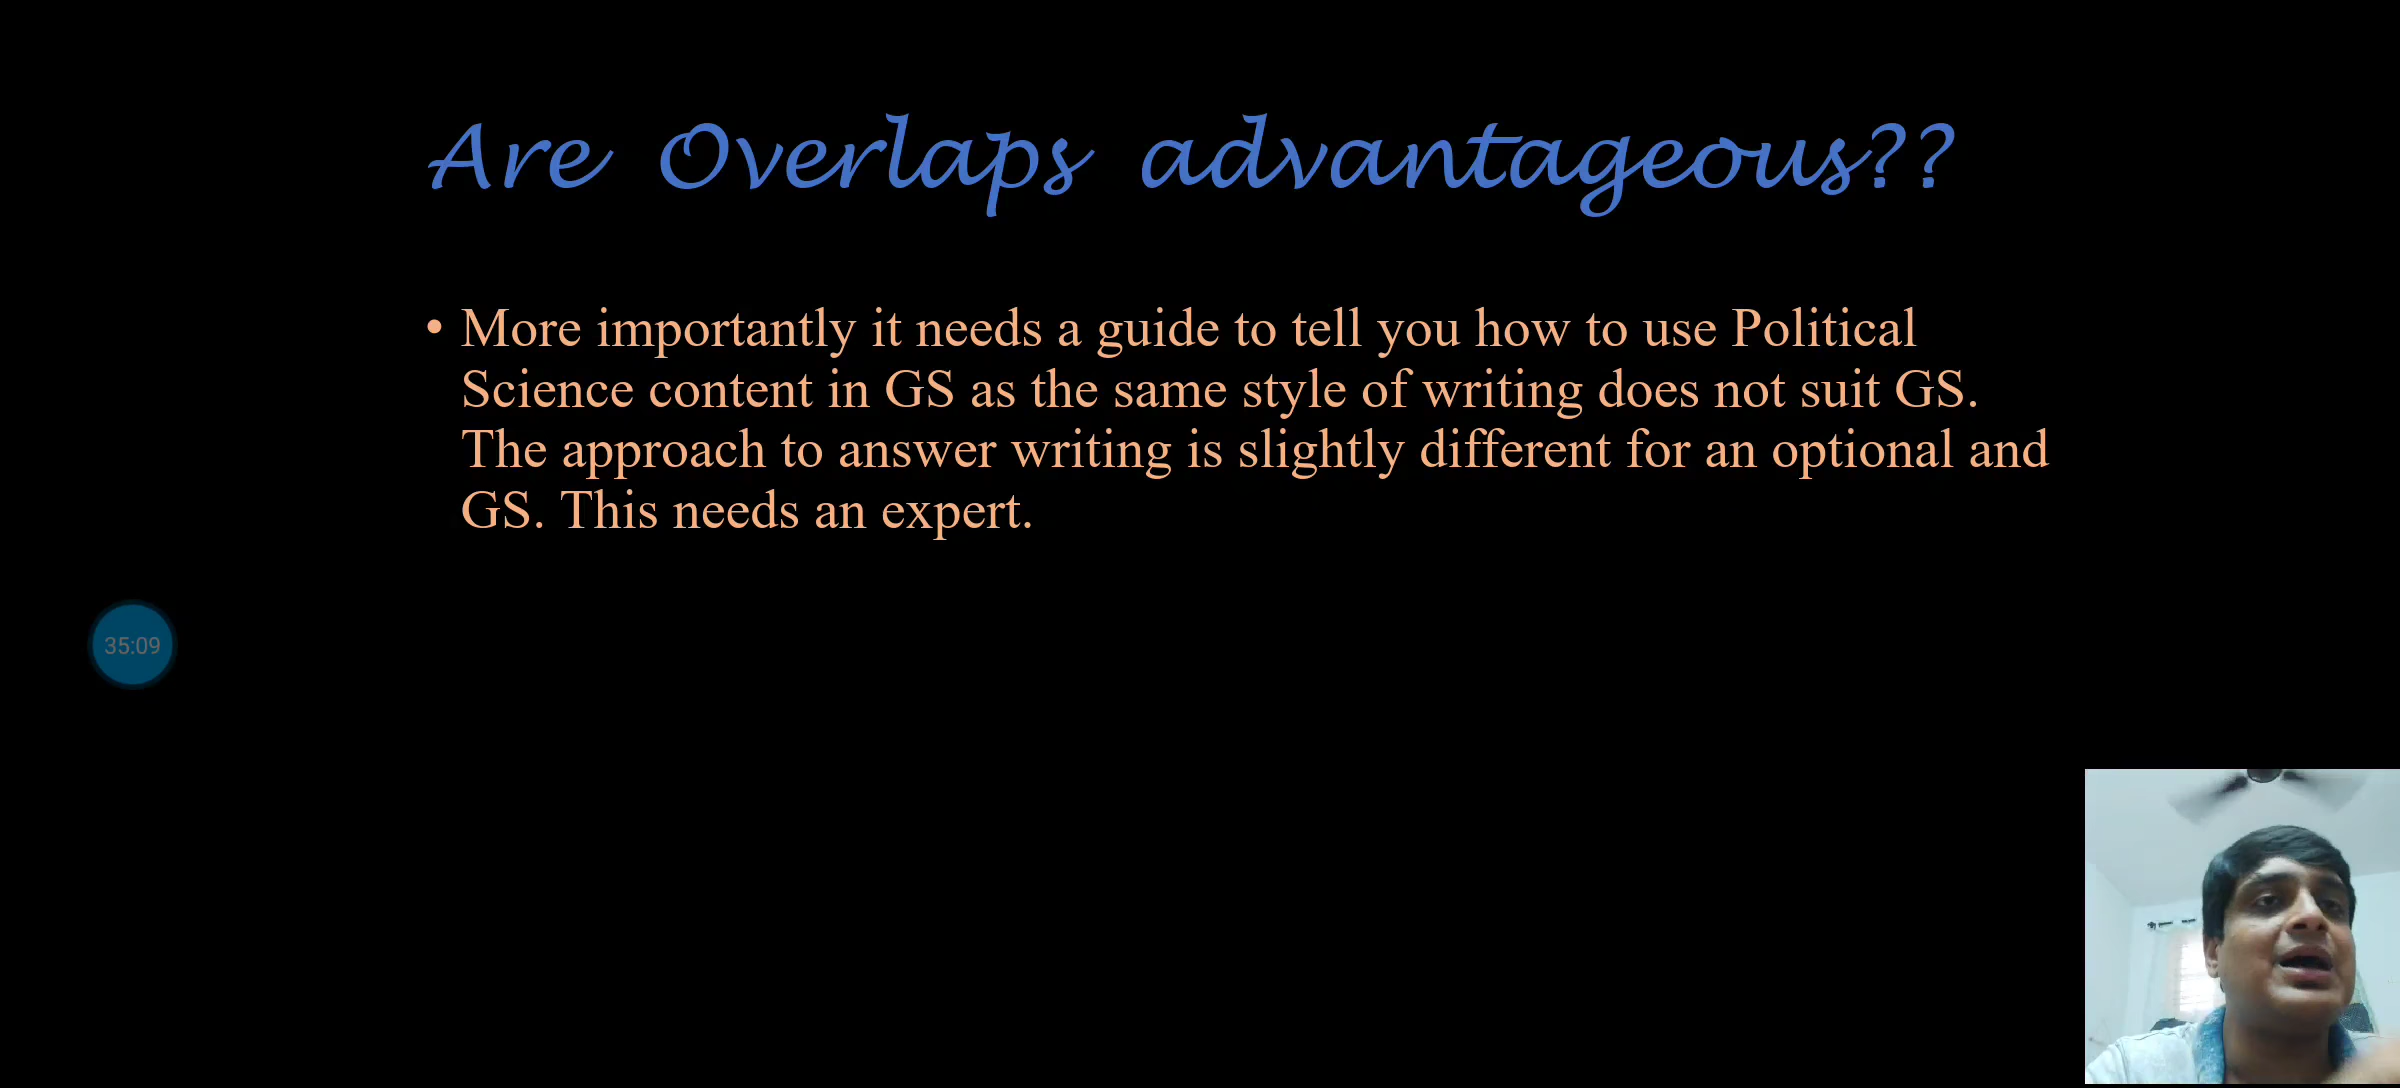 Are Overlaps advantageous??
• More importantly it needs a guide to tell you how to use Political
Science content in GS as the same style of writing does not suit GS.
The approach to answer writing is slightly different for an optional and
GS. This needs an expert.
35:09